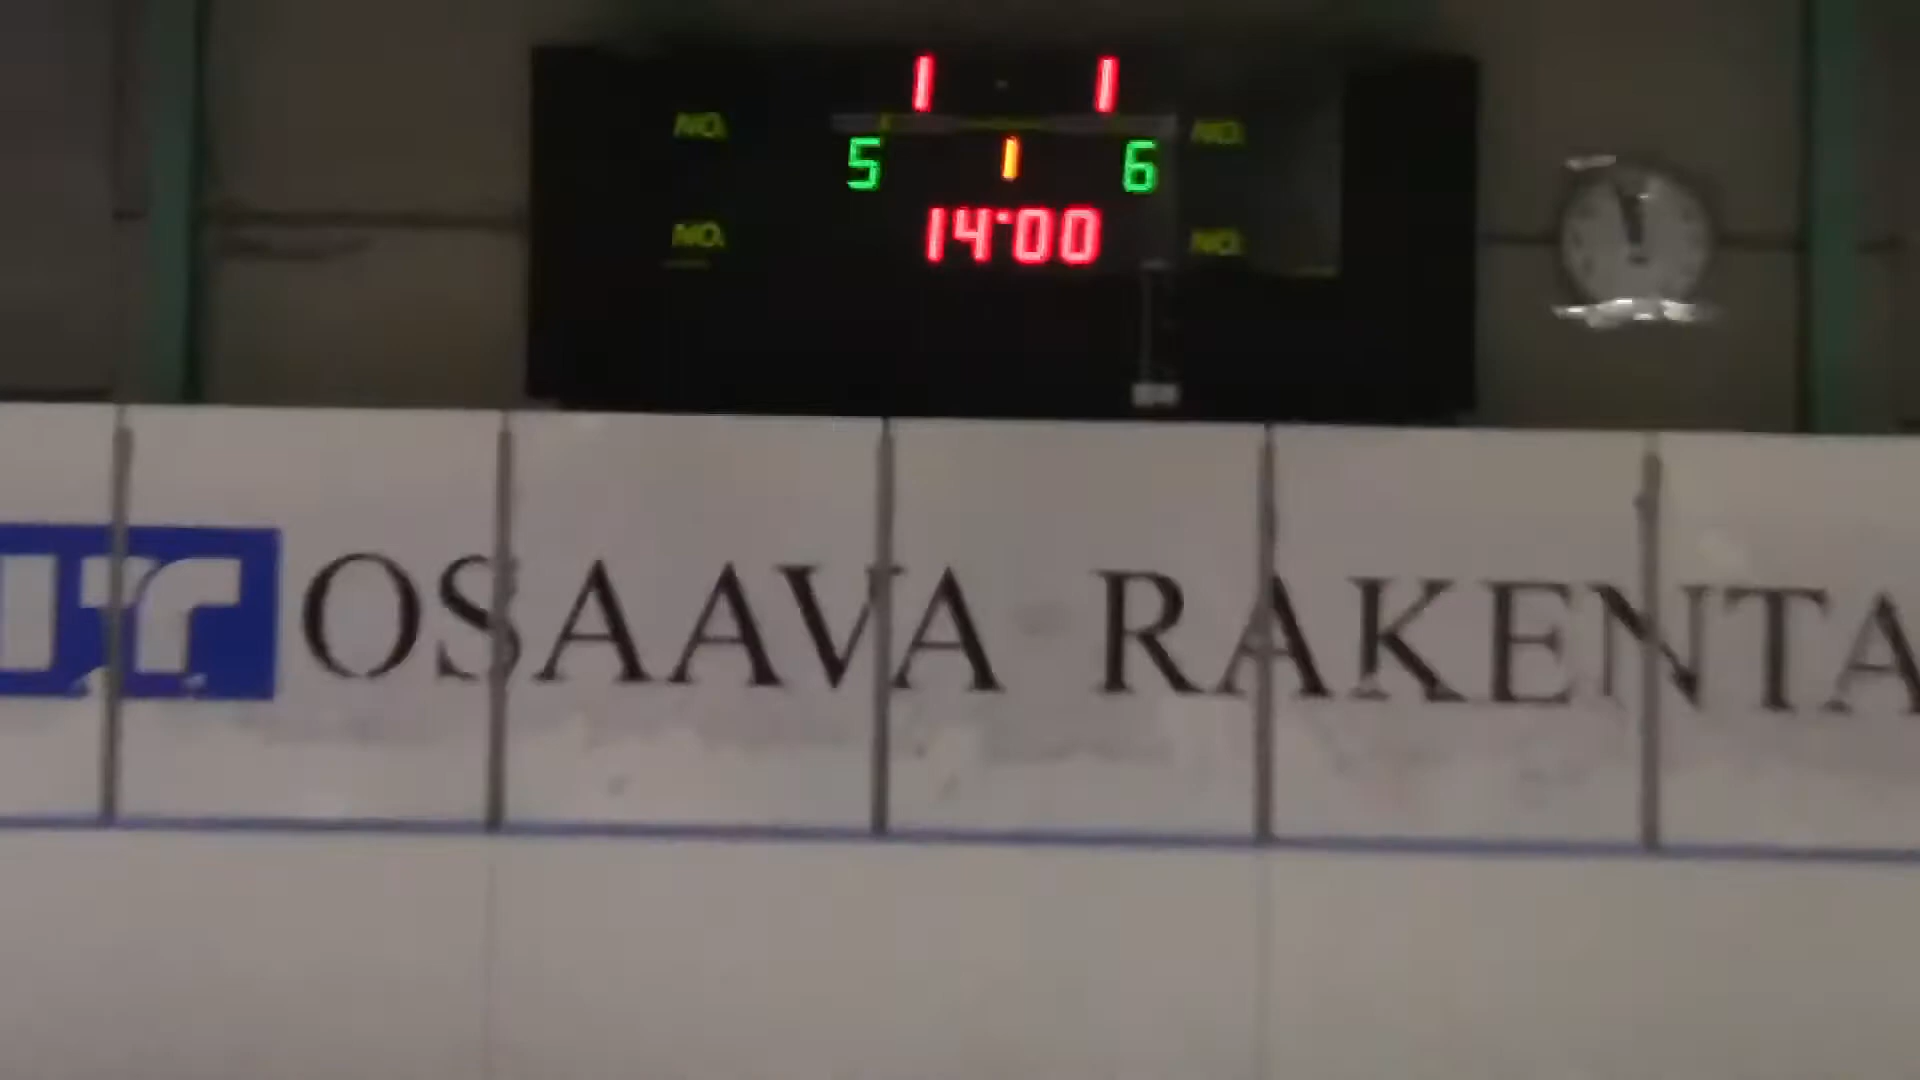 1 1
NO. NO.
5 1 6
NO. 14:00 NO.
OSAAVA RAKENTA